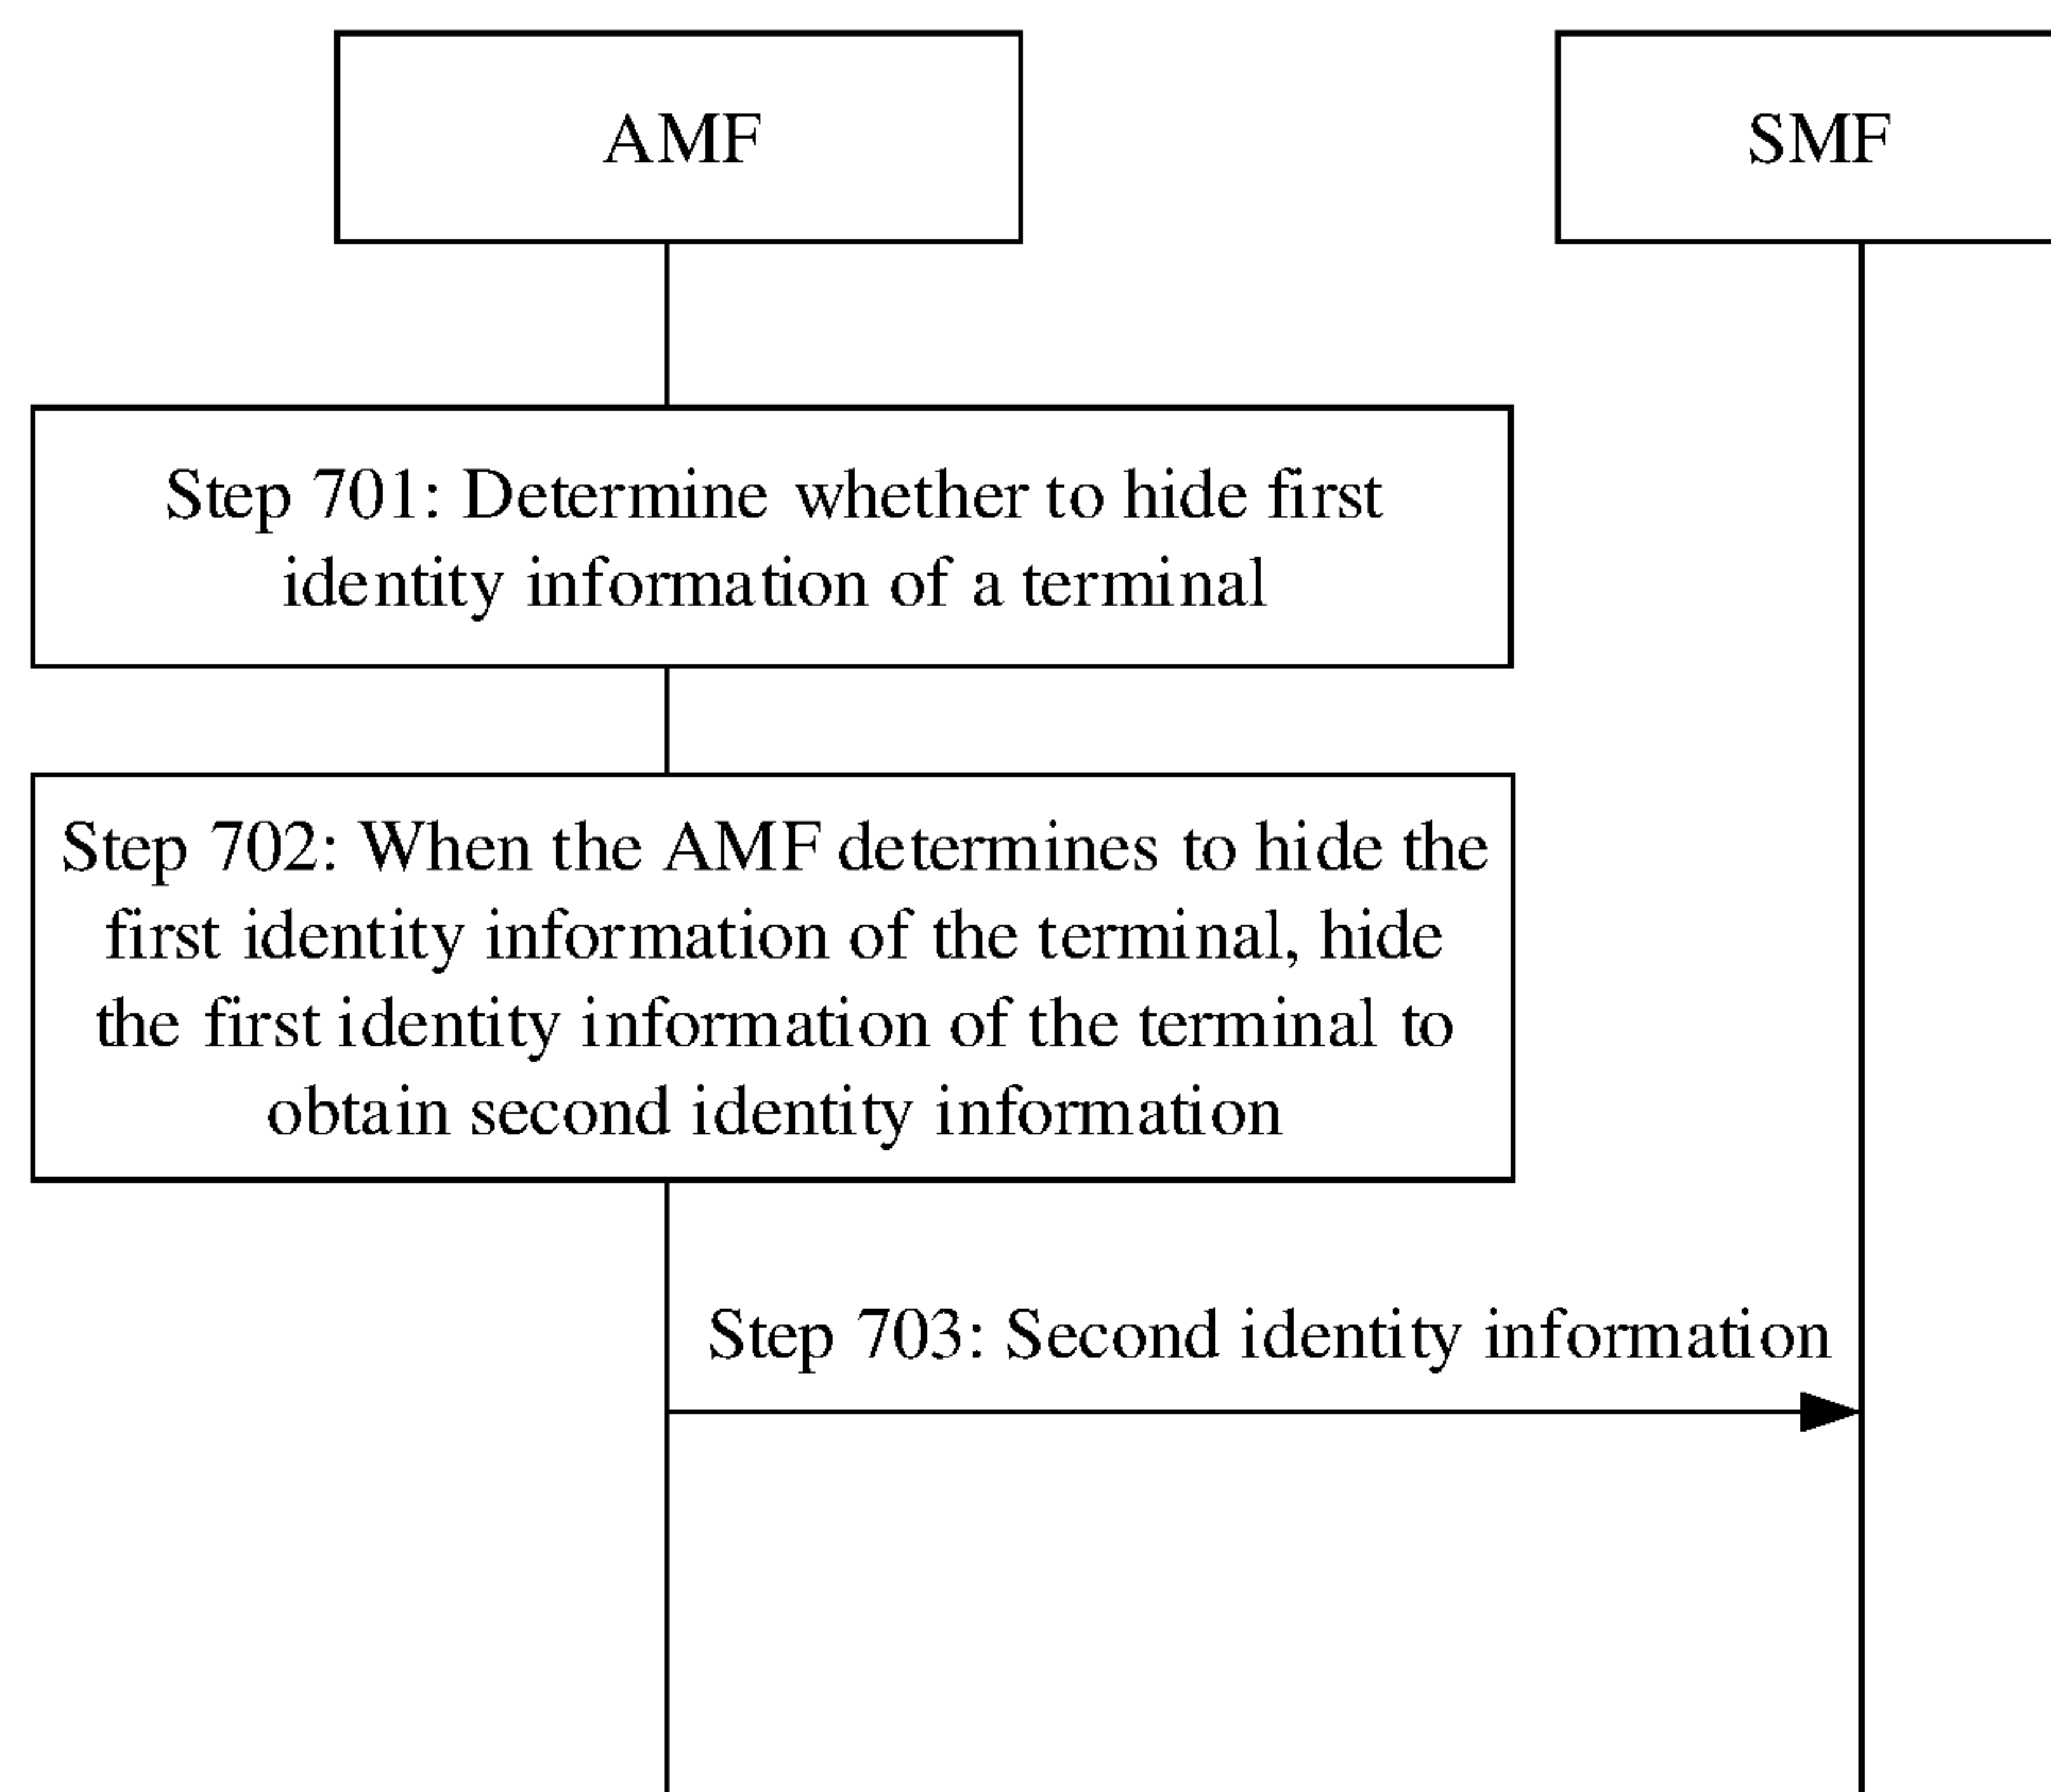 AMF
SMF
Step 701: Determine whether to hide first
identity information of a terminal
Step 702: When the AMF determines to hide the
first identity information of the terminal, hide
the first identity information of the terminal to
obtain second identity information
Step 703: Second identity information